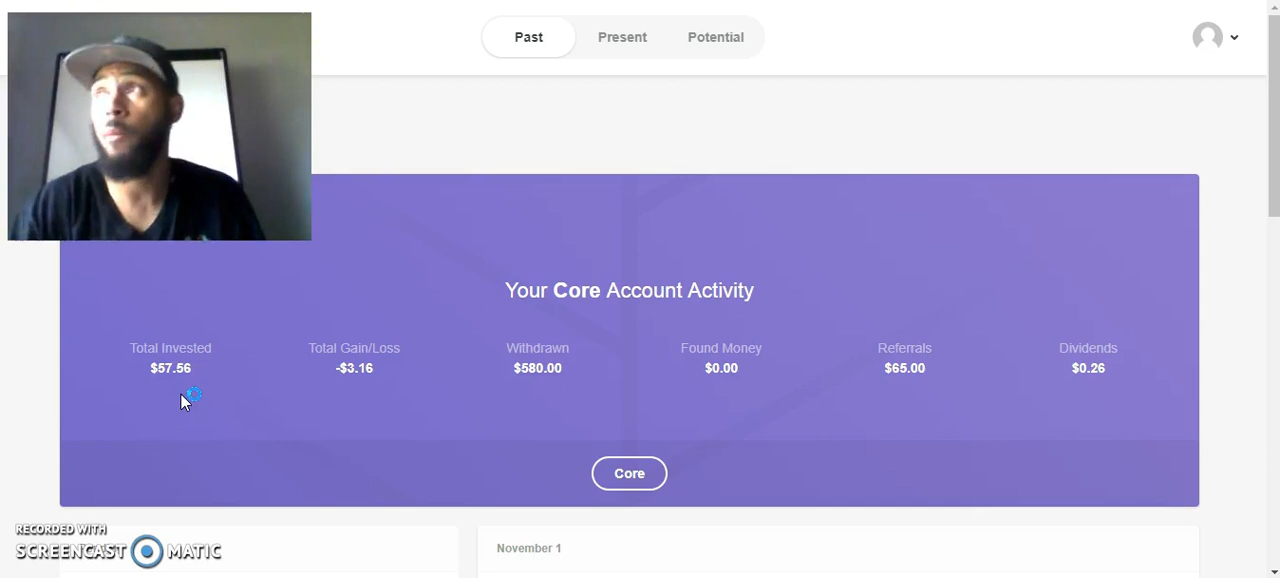 Past Present Potential
Your Core Account Activity
Total Invested Total Gain/Loss Withdrawn Found Money Referrals Dividends
$57.56 -$3.16 $580.00 $0.00 $65.00 $0.26
Core
November 1
RECORDED WITH
SCREENCAST MATIC